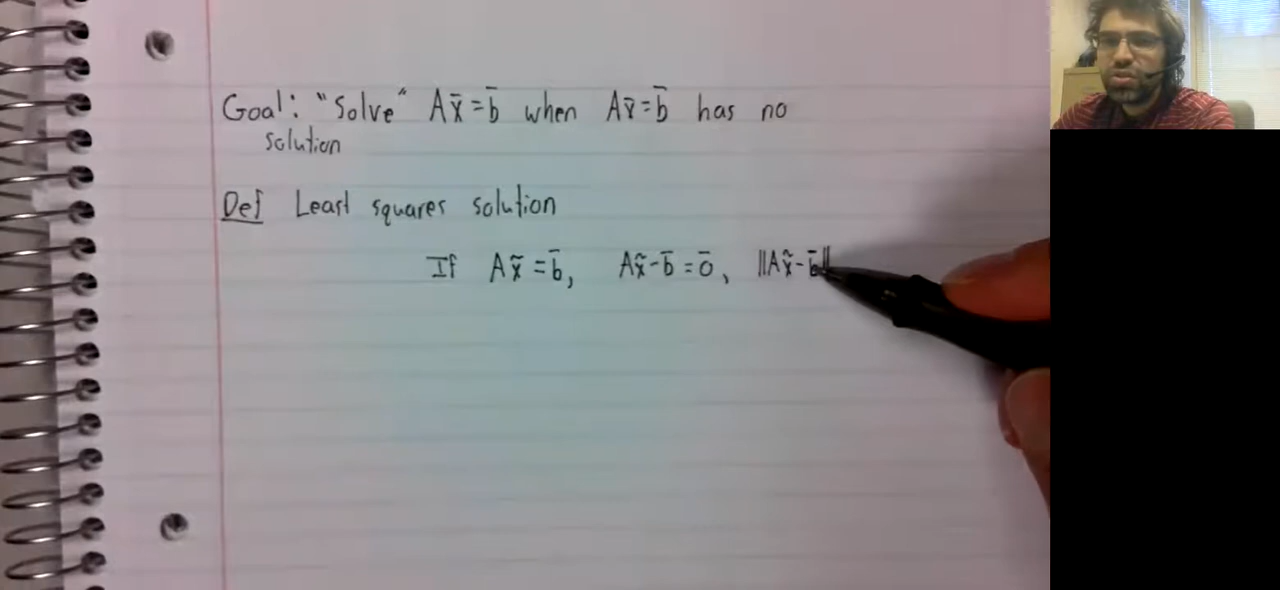 Goal: "Solve" Ax̄ = b̄ when Ax̄ = b̄ has no
solution
Def Least squares solution
If Ax̃ = b̄, Ax̃ - b̄ = 0̄, ||Ax̃ - b̄||